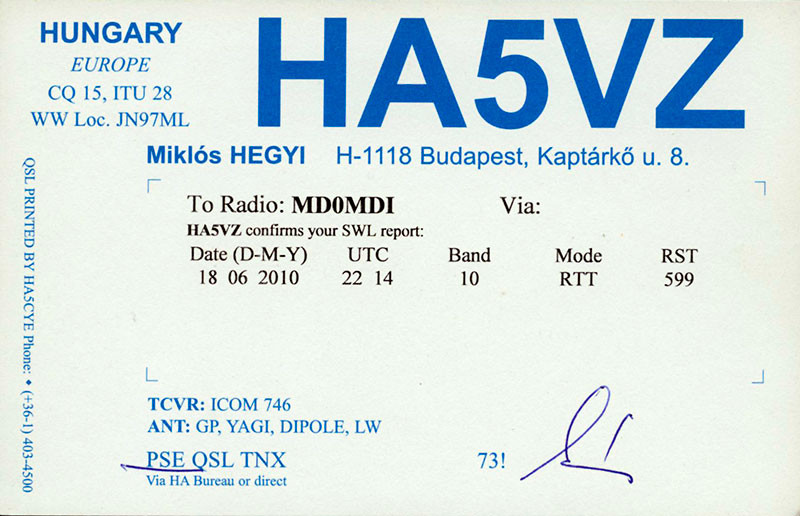 HUNGARY
EUROPE
CQ 15, ITU 28
WW Loc. JN97ML
HA5VZ
Miklós HEGYI H-1118 Budapest, Kaptárkő u. 8.
To Radio: MD0MDI Via:
HA5VZ confirms your SWL report:
Date (D-M-Y) UTC Band Mode RST
18 06 2010 22 14 10 RTT 599
TCVR: ICOM 746
ANT: GP, YAGI, DIPOLE, LW
PSE QSL TNX 73!
Via HA Bureau or direct
QSL PRINTED BY HA5CYE Phone: ♦ (+36-1) 403-4500